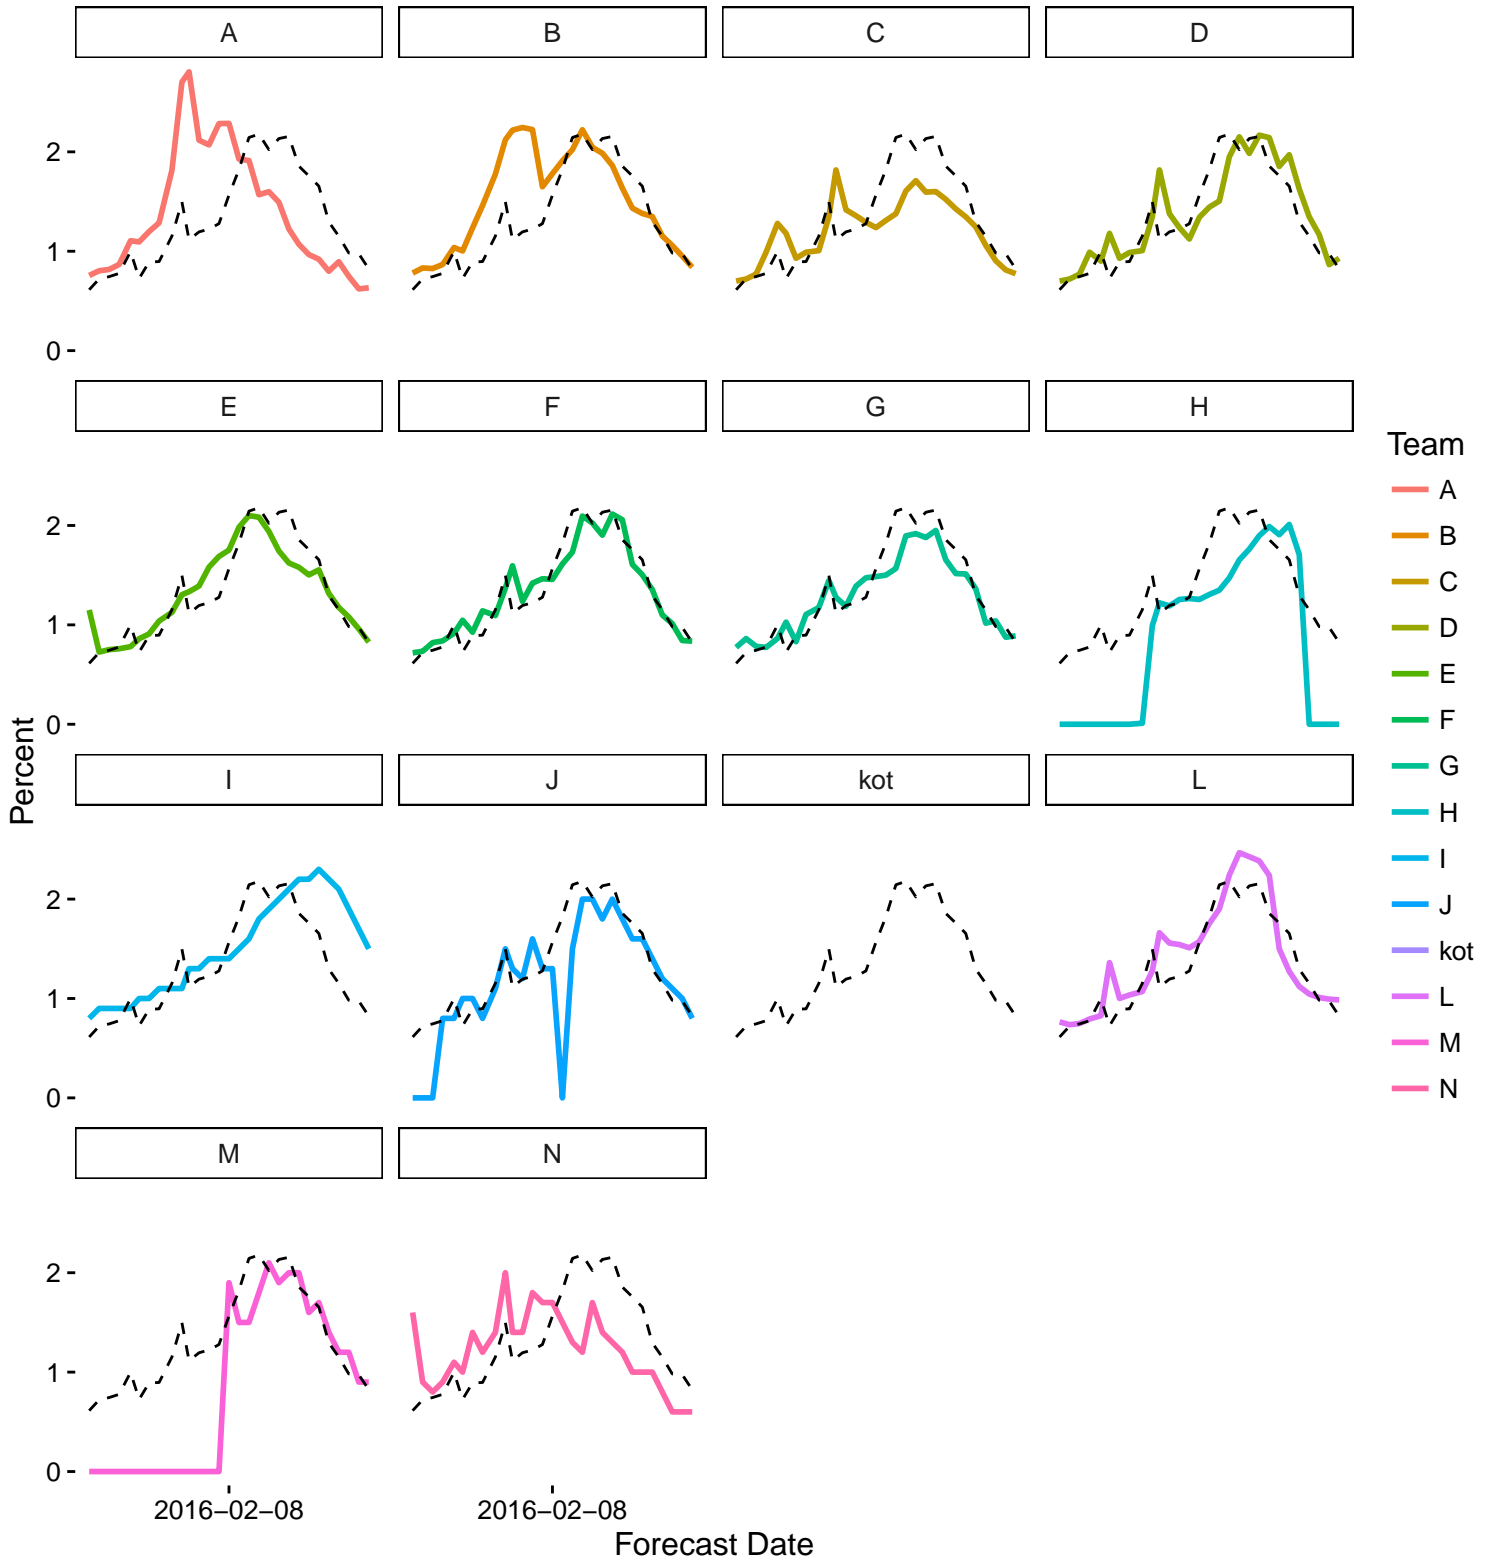 A B C D
2
1
0
E F G H
2
1
0
I J kot L
2
1
0
M N
2
1
0
2016−02−08 2016−02−08
Forecast Date
Percent
Team
A
B
C
D
E
F
G
H
I
J
kot
L
M
N